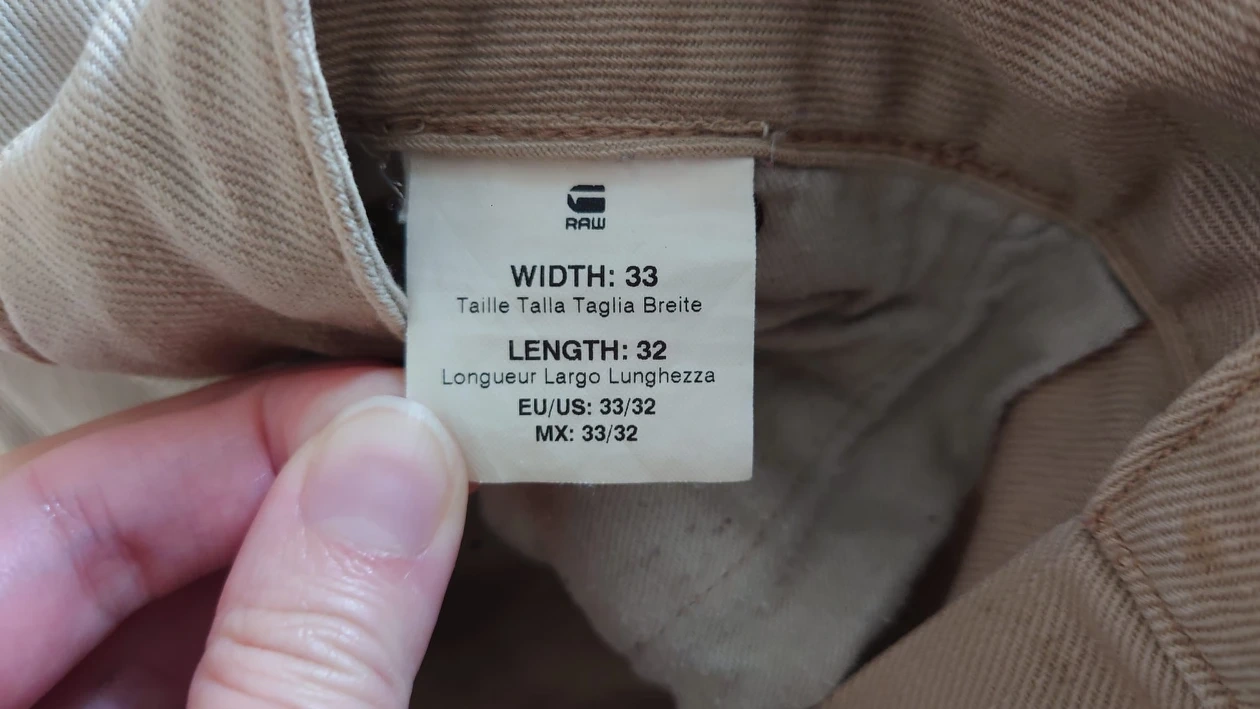 RAW
WIDTH: 33
Taille Talla Taglia Breite
LENGTH: 32
Longueur Largo Lunghezza
EU/US: 33/32
MX: 33/32